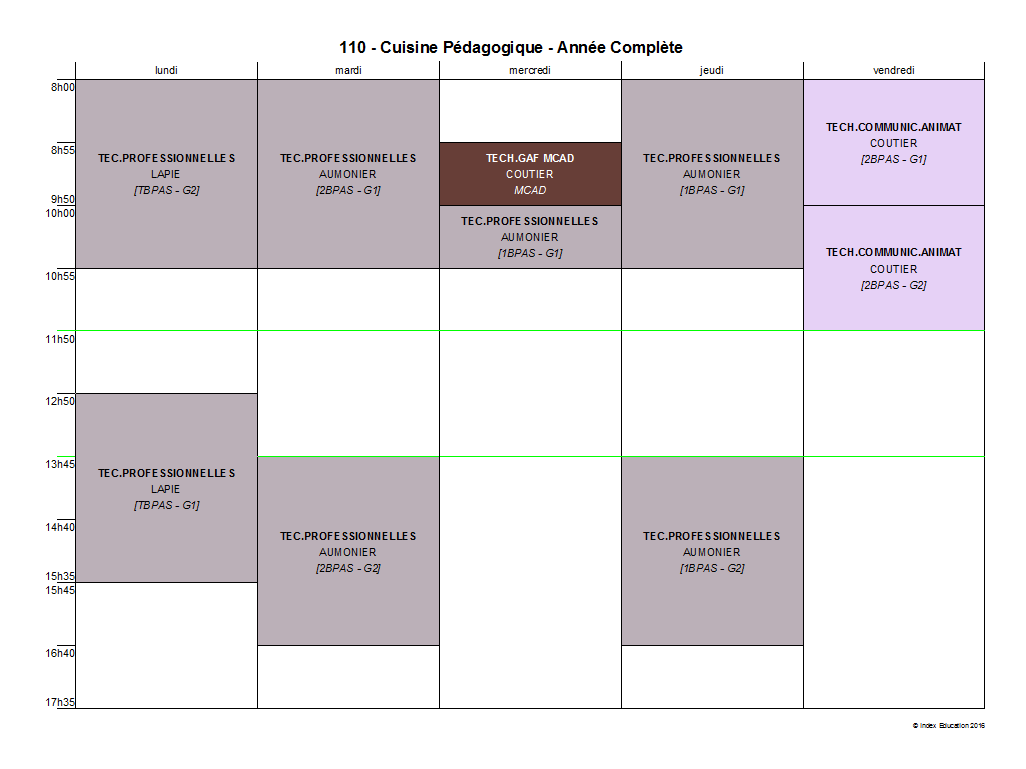 110 - Cuisine Pédagogique - Année Complète
lundi
mardi
mercredi
jeudi
vendredi
8h00
8h55
9h50
10h00
10h55
11h50
12h50
13h45
14h40
15h35
15h45
16h40
17h35
TEC.PROFESSIONNELLES
LAPIE
[TBPAS - G2]
TEC.PROFESSIONNELLES
LAPIE
[TBPAS - G1]
TEC.PROFESSIONNELLES
AUMONIER
[2BPAS - G1]
TEC.PROFESSIONNELLES
AUMONIER
[2BPAS - G2]
TECH.GAF MCAD
COUTIER
MCAD
TEC.PROFESSIONNELLES
AUMONIER
[1BPAS - G1]
TEC.PROFESSIONNELLES
AUMONIER
[1BPAS - G1]
TEC.PROFESSIONNELLES
AUMONIER
[1BPAS - G2]
TECH.COMMUNIC.ANIMAT
COUTIER
[2BPAS - G1]
TECH.COMMUNIC.ANIMAT
COUTIER
[2BPAS - G2]
© Index Education 2016